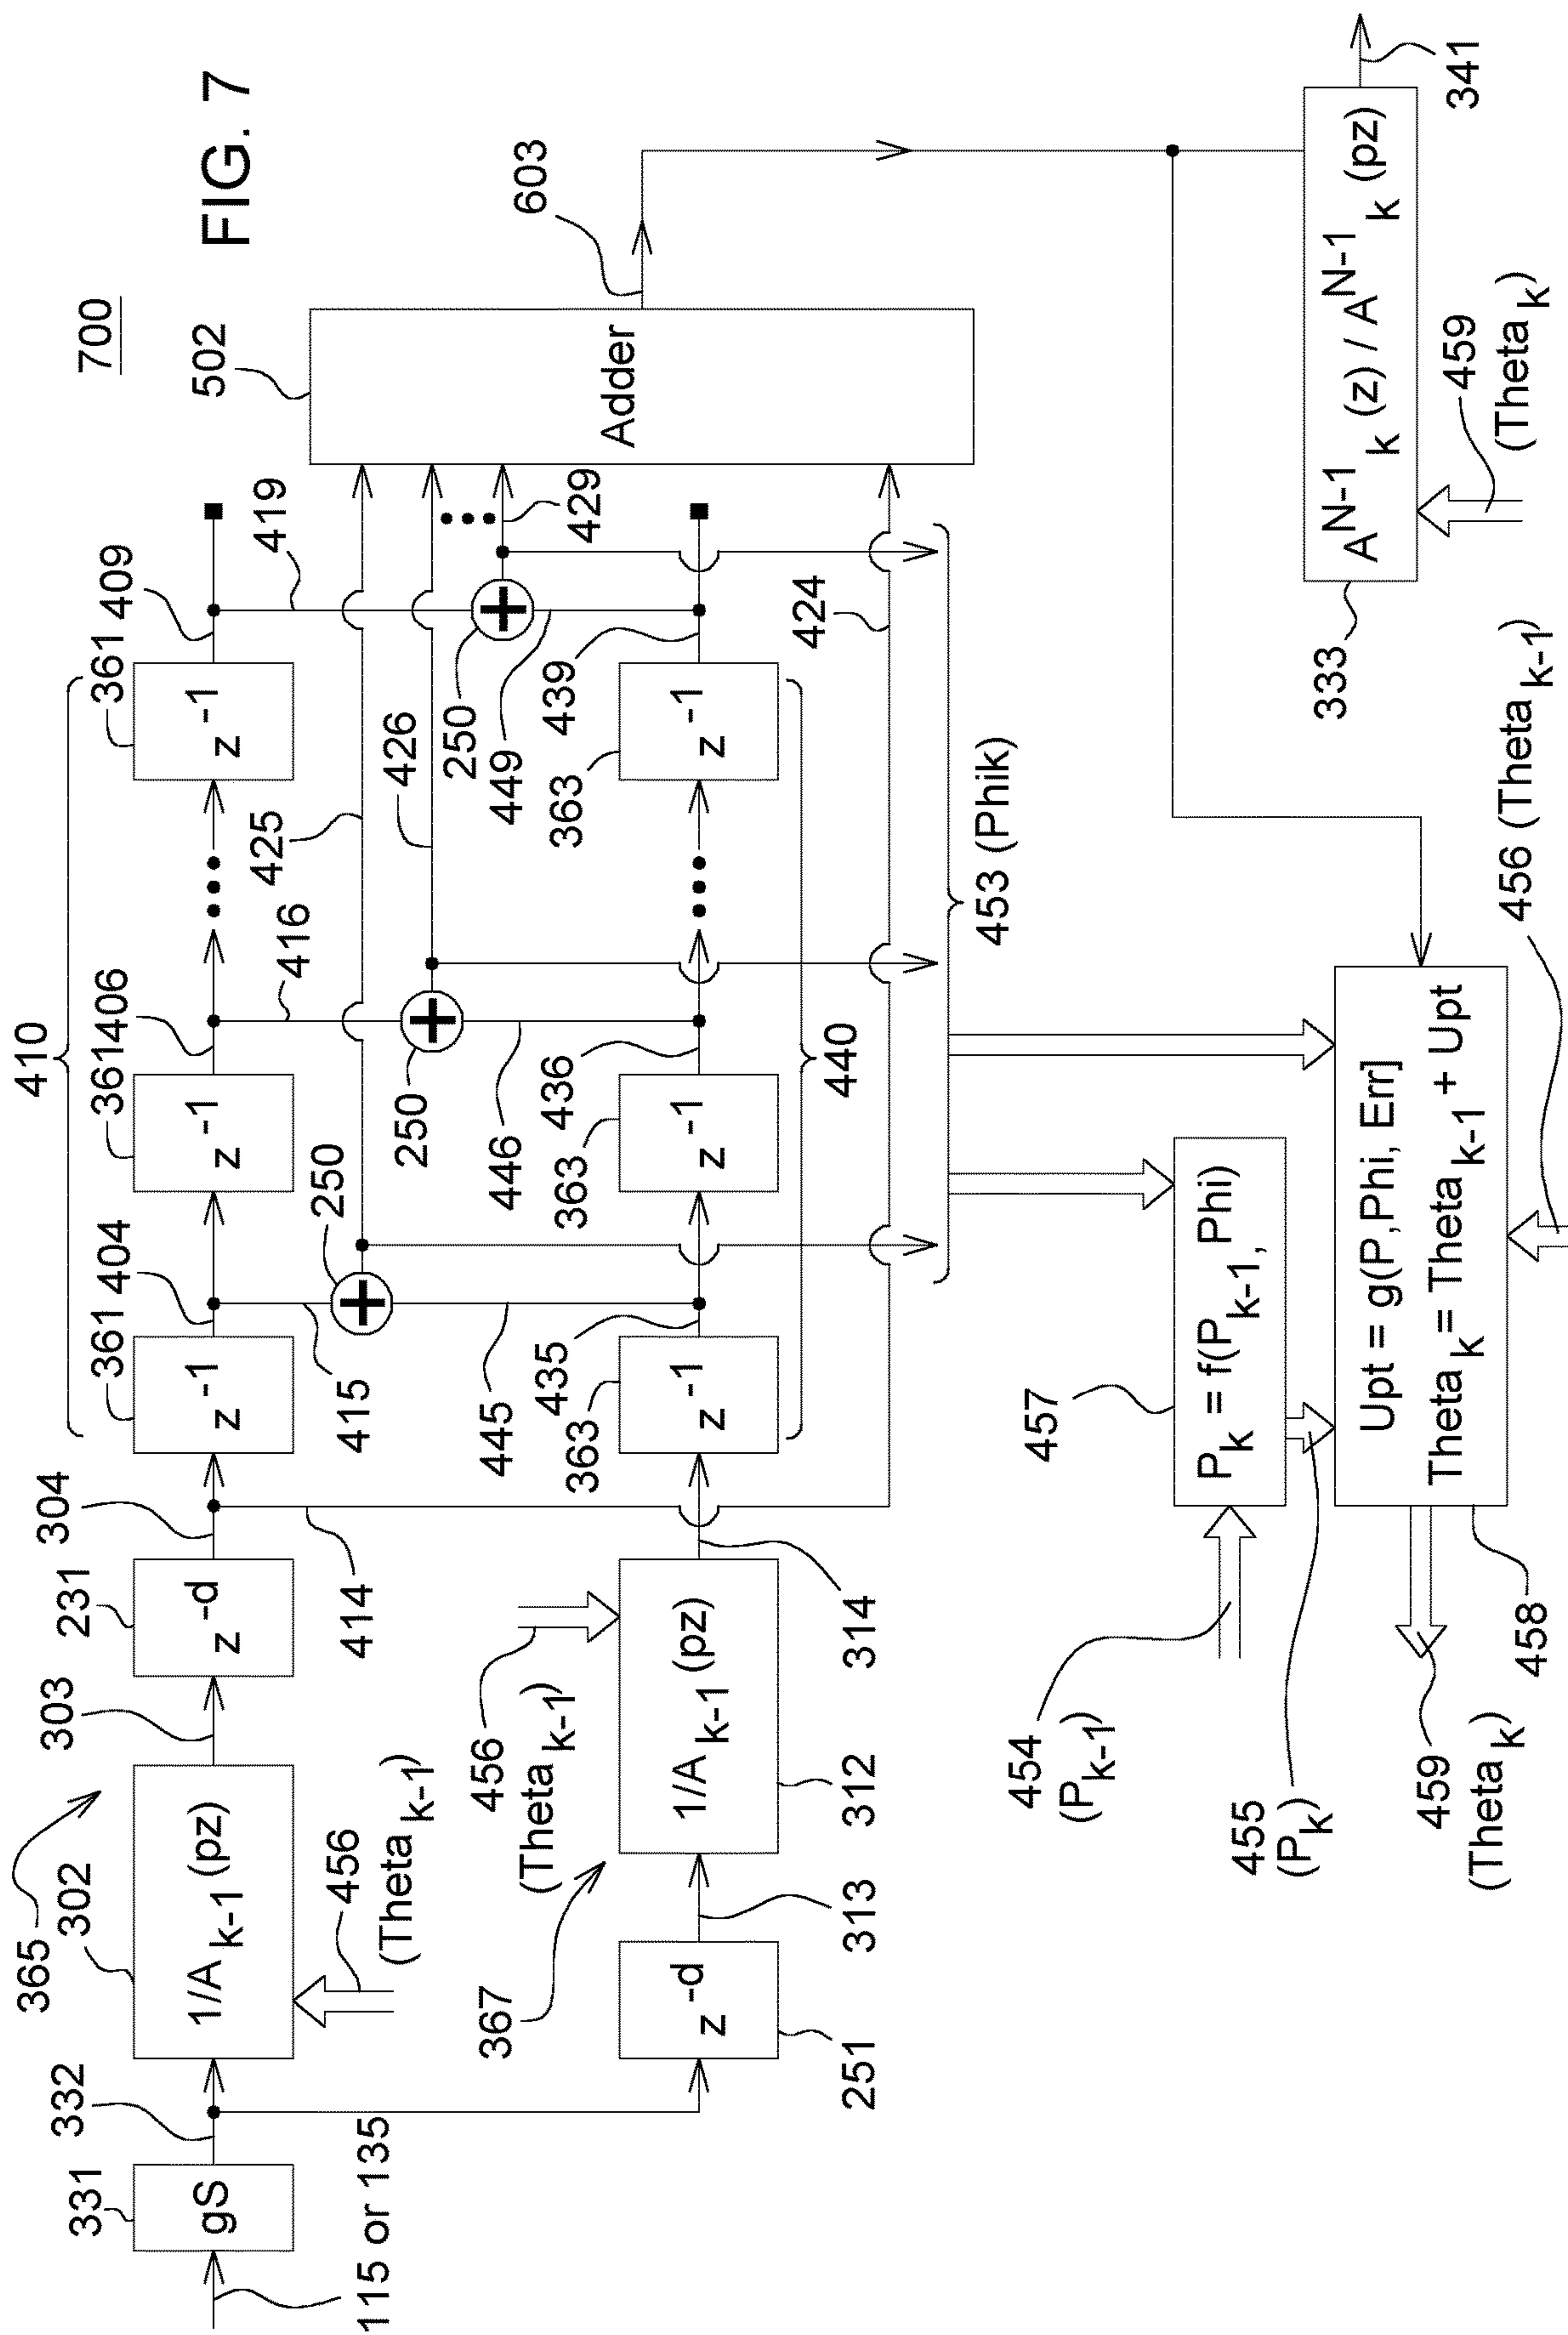 FIG. 7
700
410
440
365
367
331
gS
332
115 or 135
302
1/A k-1 (pz)
456
(Theta k-1)
303
231
z -d
304
414
361
z -1
404
415
250
445
435
361
z -1
406
416
250
446
436
425
426
361
z -1
409
419
250
449
439
429
424
502
Adder
603
251
z -d
313
312
1/A k-1 (pz)
456
(Theta k-1)
314
363
z -1
363
z -1
363
z -1
453 (Phik)
454
(P k-1)
457
P k = f(P k-1, Phi)
455
(P k)
458
Upt = g(P,Phi, Err]
Theta k = Theta k-1 + Upt
459
(Theta k)
456 (Theta k-1)
333
A N-1 k (z) / A N-1 k (pz)
459
(Theta k)
341